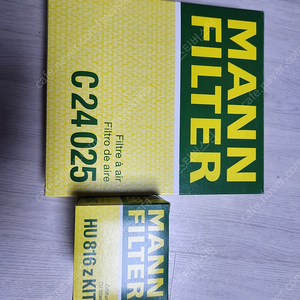 MANN
FILTER
Filtre à air
Filtro de aire
C 24 025
MANN
FILTER
HU 816 z KIT